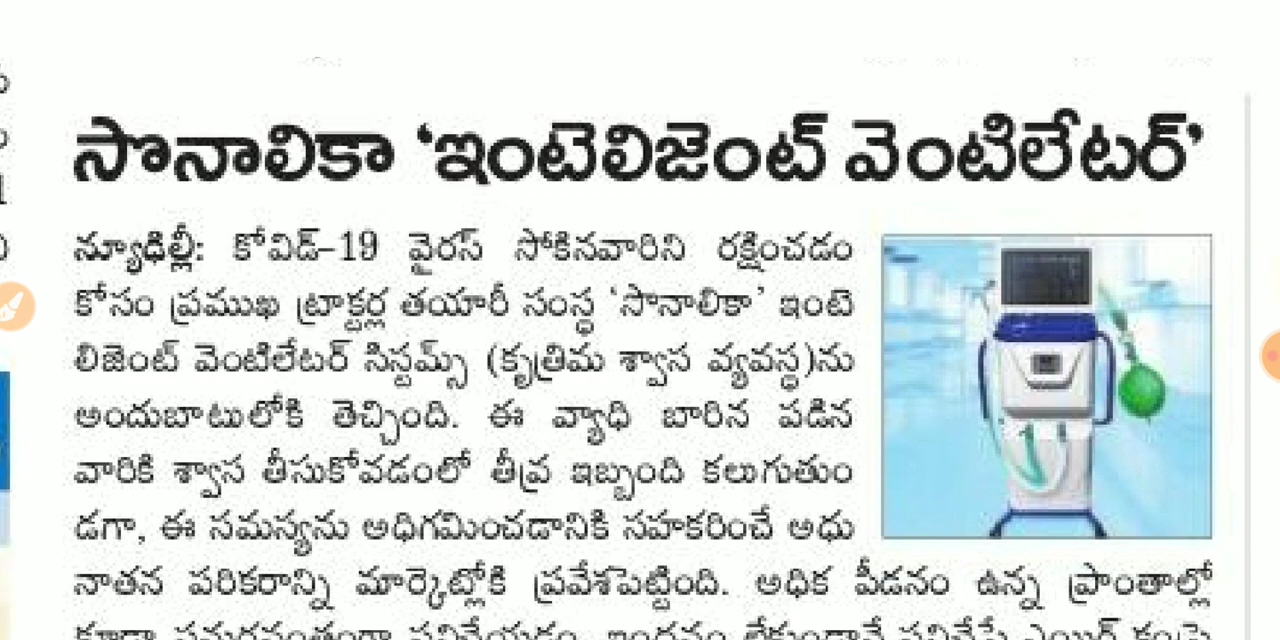 సొనాలికా ‘ఇంటెలిజెంట్ వెంటిలేటర్’
న్యూఢిల్లీ: కోవిడ్–19 వైరస్ సోకినవారిని రక్షించడం
కోసం ప్రముఖ ట్రాక్టర్ల తయారీ సంస్థ ‘సొనాలికా’ ఇంటె
లిజెంట్ వెంటిలేటర్ సిస్టమ్స్ (కృత్రిమ శ్వాస వ్యవస్థ)ను
అందుబాటులోకి తెచ్చింది. ఈ వ్యాధి బారిన పడిన
వారికి శ్వాస తీసుకోవడంలో తీవ్ర ఇబ్బంది కలుగుతుం
డగా, ఈ సమస్యను అధిగమించడానికి సహకరించే అధు
నాతన పరికరాన్ని మార్కెట్లోకి ప్రవేశపెట్టింది. అధిక పీడనం ఉన్న ప్రాంతాల్లో